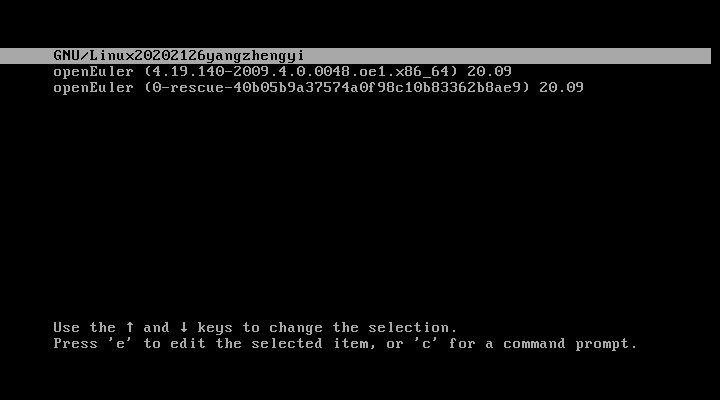 GNU/Linux20202126yangzhengyi
openEuler (4.19.140-2009.4.0.0048.oe1.x86_64) 20.09
openEuler (0-rescue-40b05b9a37574a0f98c10b83362b8ae9) 20.09
Use the ↑ and ↓ keys to change the selection.
Press 'e' to edit the selected item, or 'c' for a command prompt.